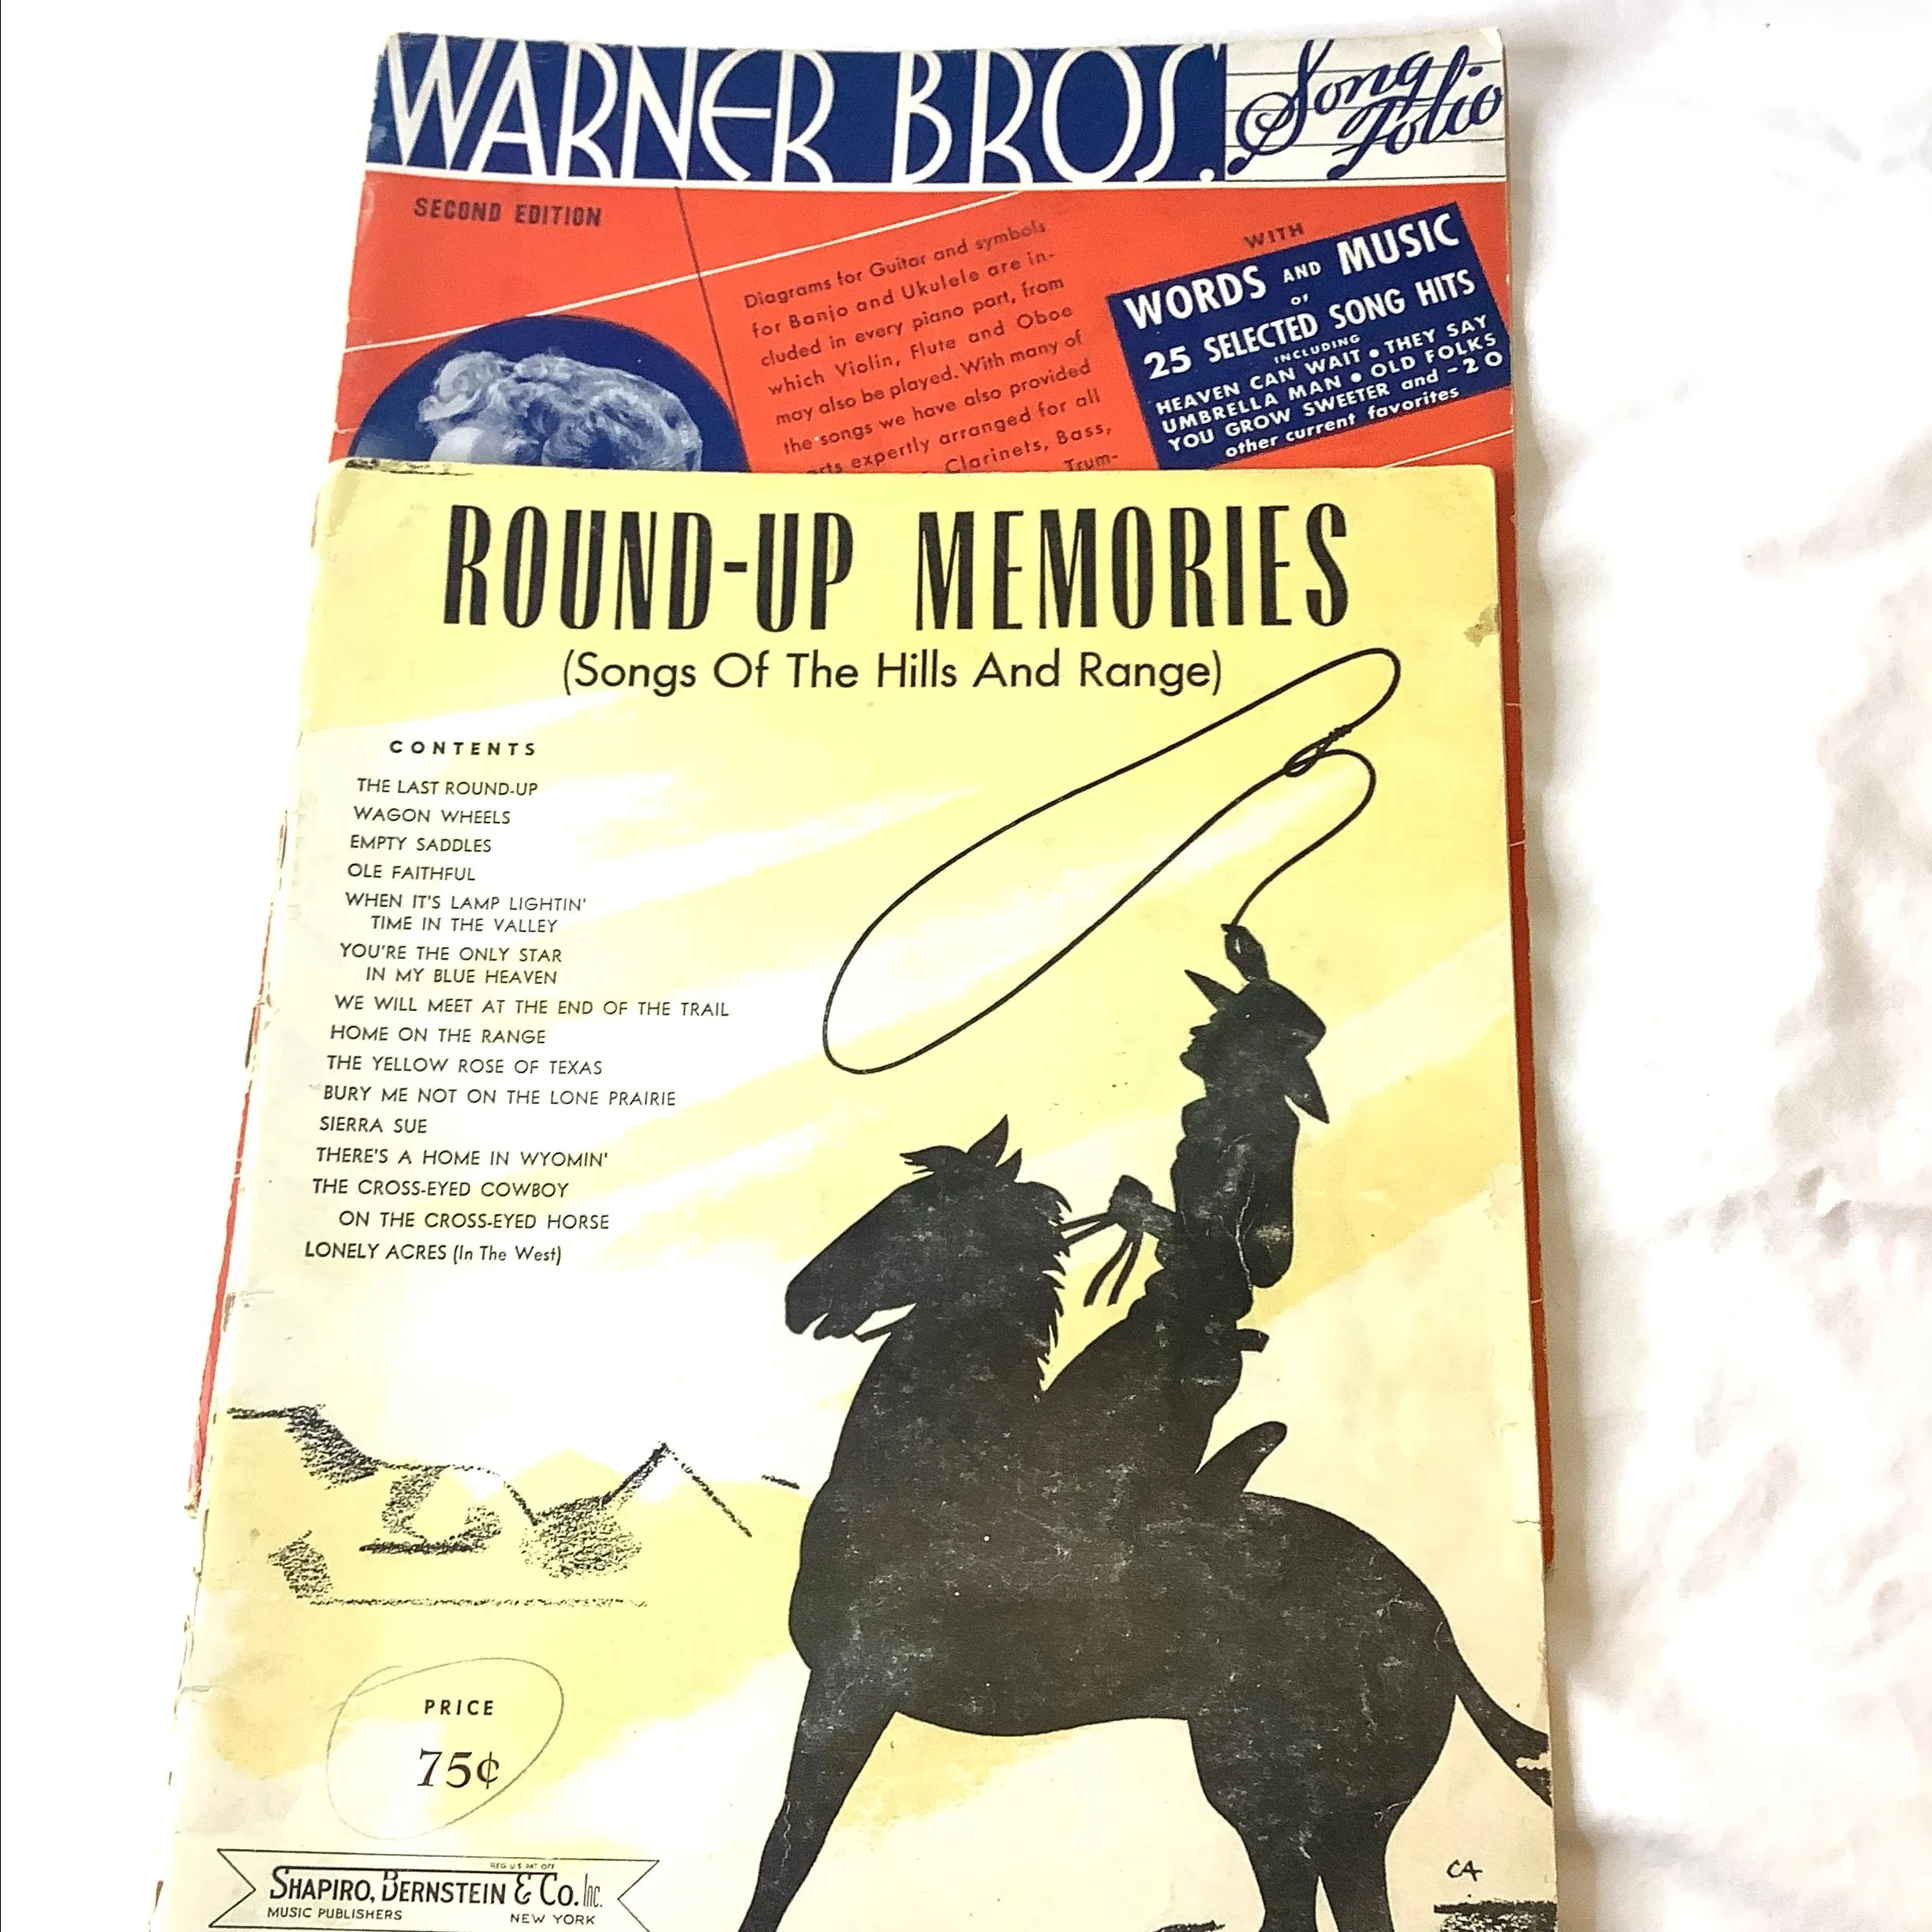 WARNER BROS. Song Folio
SECOND EDITION
Diagrams for Guitar and symbols
for Banjo and Ukulele are in-
cluded in every piano part, from
which Violin, Flute and Oboe
may also be played. With many of
the songs we have also provided
expertly arranged for all
Clarinets, Bass,
Trum-
WITH
WORDS AND MUSIC
OF
25 SELECTED SONG HITS
INCLUDING
HEAVEN CAN WAIT • THEY SAY
UMBRELLA MAN • OLD FOLKS
YOU GROW SWEETER and -20
other current favorites
ROUND-UP MEMORIES
(Songs Of The Hills And Range)
CONTENTS
THE LAST ROUND-UP
WAGON WHEELS
EMPTY SADDLES
OLE FAITHFUL
WHEN IT'S LAMP LIGHTIN'
TIME IN THE VALLEY
YOU'RE THE ONLY STAR
IN MY BLUE HEAVEN
WE WILL MEET AT THE END OF THE TRAIL
HOME ON THE RANGE
THE YELLOW ROSE OF TEXAS
BURY ME NOT ON THE LONE PRAIRIE
SIERRA SUE
THERE'S A HOME IN WYOMIN'
THE CROSS-EYED COWBOY
ON THE CROSS-EYED HORSE
LONELY ACRES (In The West)
PRICE
75¢
REG U S PAT OFF
SHAPIRO, BERNSTEIN & CO. Inc.
MUSIC PUBLISHERS NEW YORK
CA